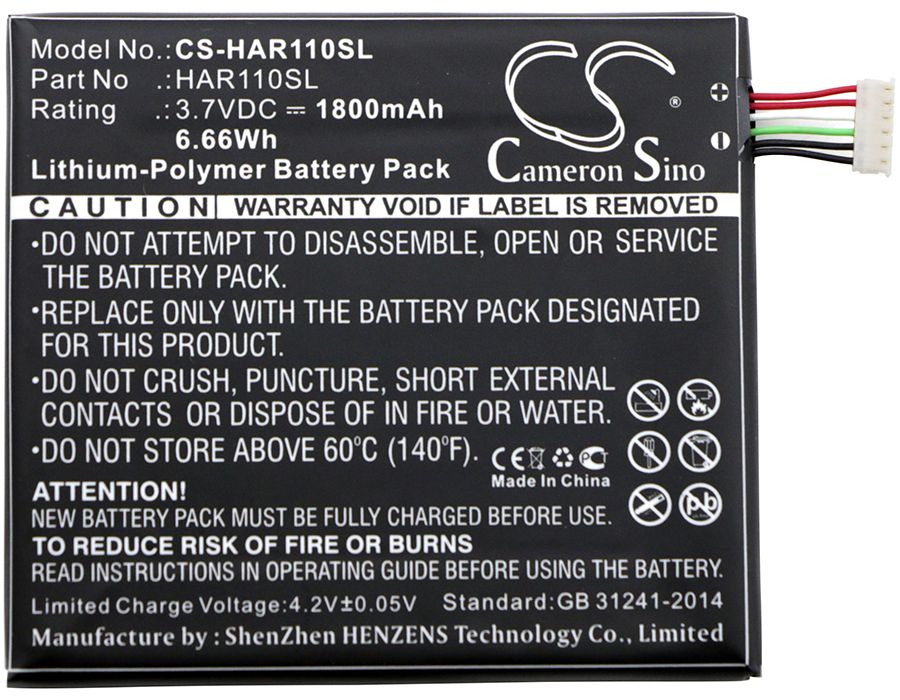 Model No.: CS-HAR110SL
Part No .: HAR110SL
Rating .: 3.7VDC ⎓ 1800mAh
6.66Wh
Lithium-Polymer Battery Pack
CS
®
Cameron Sino
+
-
CAUTION WARRANTY VOID IF LABEL IS REMOVED
•DO NOT ATTEMPT TO DISASSEMBLE, OPEN OR SERVICE
THE BATTERY PACK.
•REPLACE ONLY WITH THE BATTERY PACK DESIGNATED
FOR THIS PRODUCT.
•DO NOT CRUSH, PUNCTURE, SHORT EXTERNAL
CONTACTS OR DISPOSE OF IN FIRE OR WATER.
•DO NOT STORE ABOVE 60°C (140°F).
CE PC
Made In China
Pb
ATTENTION!
NEW BATTERY PACK MUST BE FULLY CHARGED BEFORE USE.
TO REDUCE RISK OF FIRE OR BURNS
READ INSTRUCTIONS IN OPERATING GUIDE BEFORE USING THE BATTERY.
Limited Charge Voltage:4.2V±0.05V Standard:GB 31241-2014
Manufacture by : ShenZhen HENZENS Technology Co., Limited